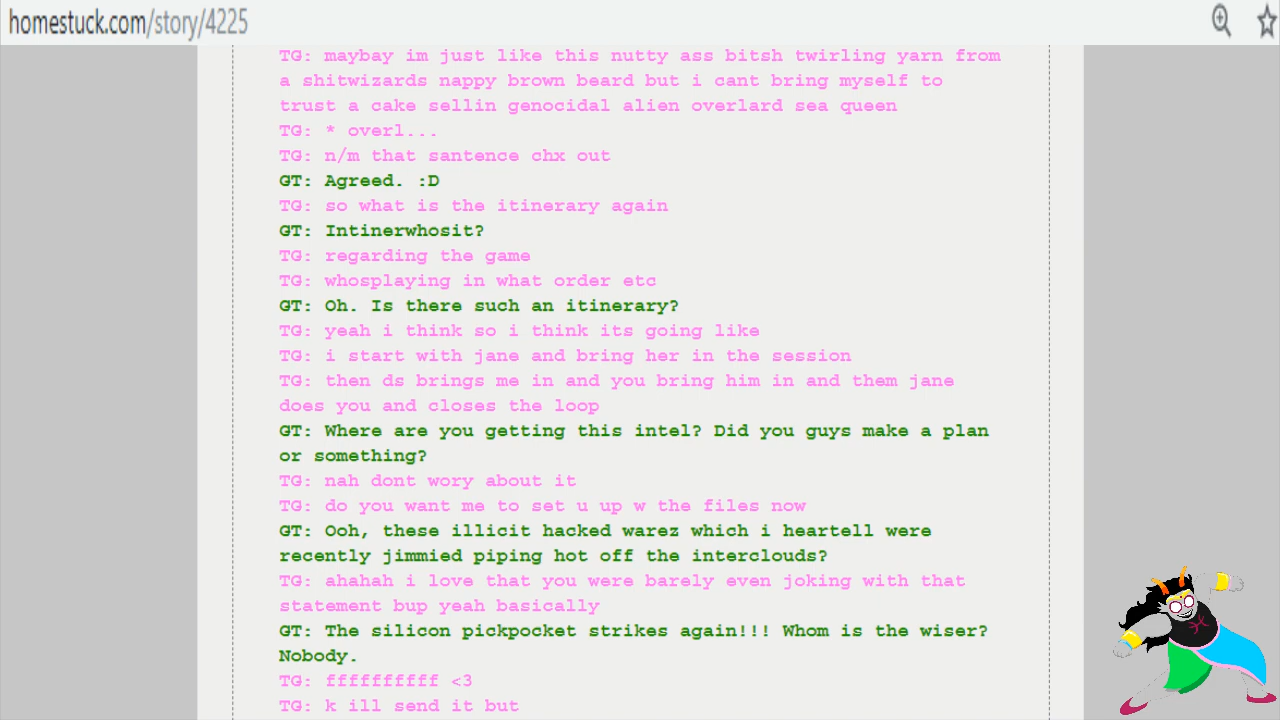 homestuck.com/story/4225
TG: maybay im just like this nutty ass bitsh twirling yarn from
a shitwizards nappy brown beard but i cant bring myself to
trust a cake sellin genocidal alien overlard sea queen
TG: * overl...
TG: n/m that santence chx out
GT: Agreed. :D
TG: so what is the itinerary again
GT: Intinerwhosit?
TG: regarding the game
TG: whosplaying in what order etc
GT: Oh. Is there such an itinerary?
TG: yeah i think so i think its going like
TG: i start with jane and bring her in the session
TG: then ds brings me in and you bring him in and them jane
does you and closes the loop
GT: Where are you getting this intel? Did you guys make a plan
or something?
TG: nah dont wory about it
TG: do you want me to set u up w the files now
GT: Ooh, these illicit hacked warez which i heartell were
recently jimmied piping hot off the interclouds?
TG: ahahah i love that you were barely even joking with that
statement bup yeah basically
GT: The silicon pickpocket strikes again!!! Whom is the wiser?
Nobody.
TG: ffffffffff <3
TG: k ill send it but